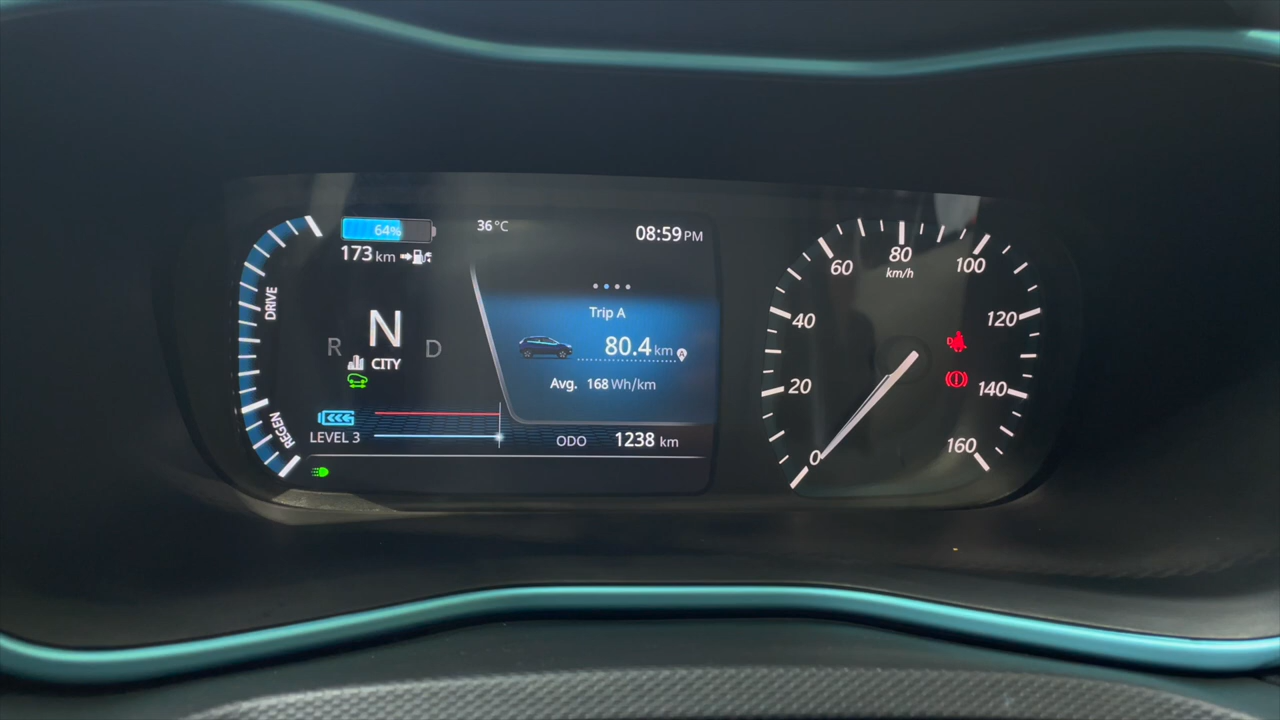 64%
173 km
36°C
08:59 PM
DRIVE
R N D
CITY
REGEN
LEVEL 3
Trip A
80.4 km
A
Avg. 168 Wh/km
ODO 1238 km
0
20
40
60
80
km/h
100
120
140
160
D